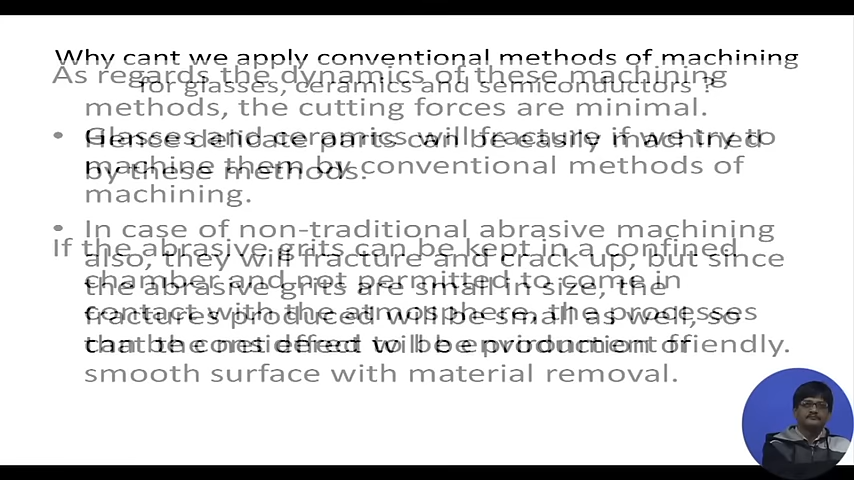 Why cant we apply conventional methods of machining
for glasses, ceramics and semiconductors ?
• Glasses and ceramics will fracture if we try to
machine them by conventional methods of
machining.
• In case of non-traditional abrasive machining
also, they will fracture and crack up, but since
the abrasive grits are small in size, the
fractures produced will be small as well, so
that the net effect will be production of
smooth surface with material removal.
As regards the dynamics of these machining
methods, the cutting forces are minimal.
Hence delicate parts can be easily machined
by these methods.
If the abrasive grits can be kept in a confined
chamber and not permitted to come in
contact with the atmosphere, the processes
can be considered to be environment friendly.